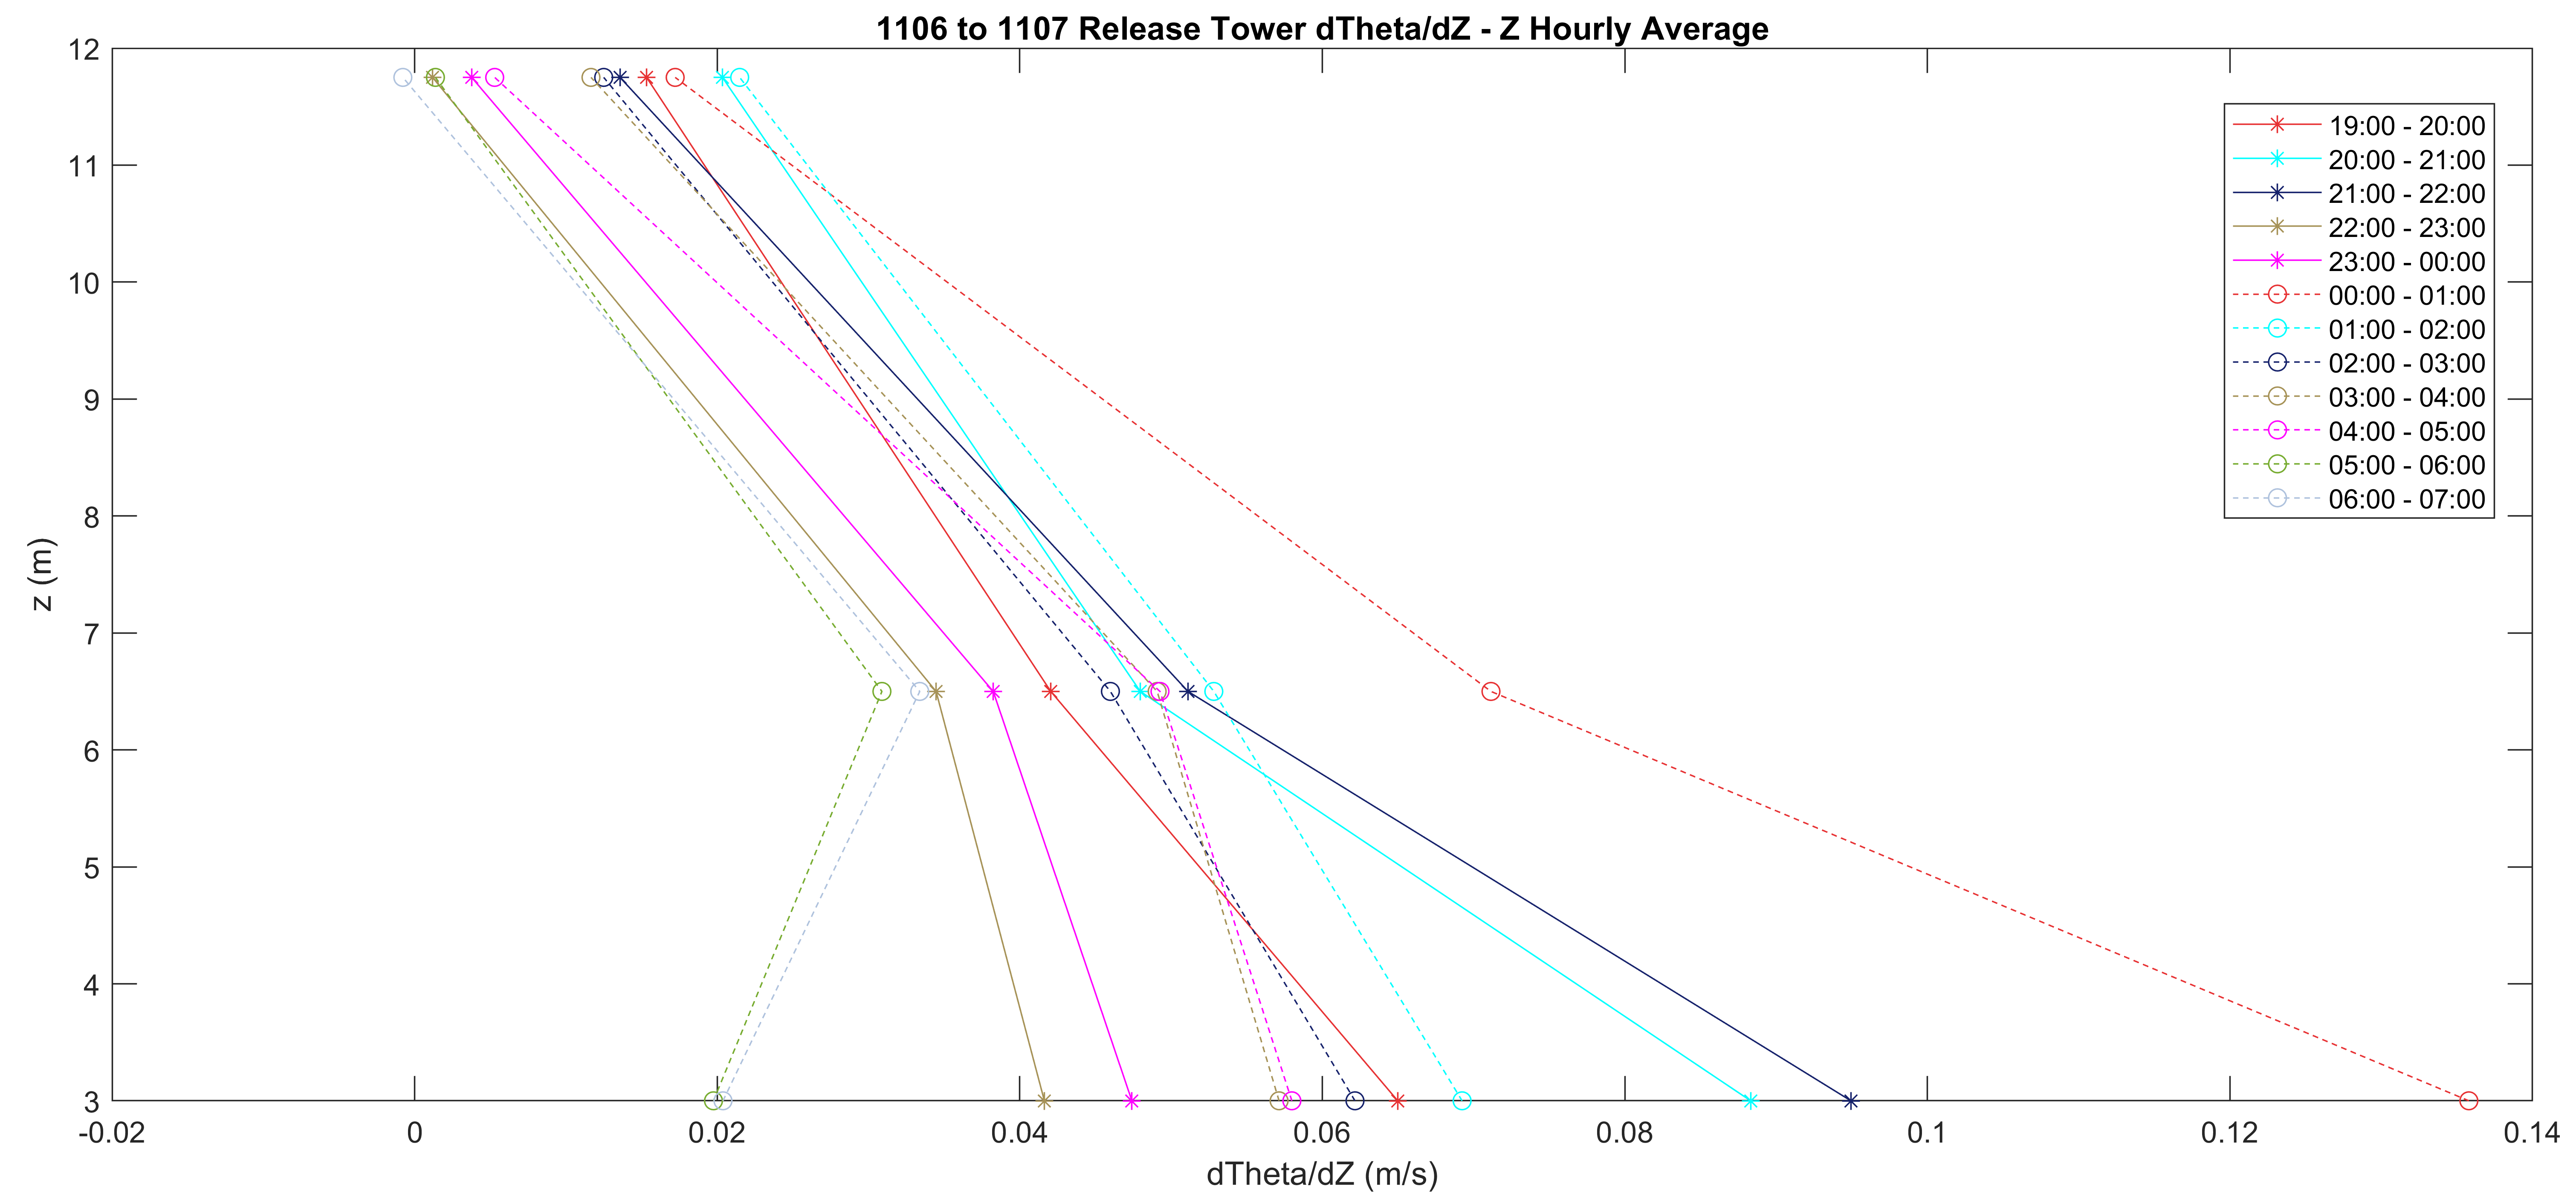 1106 to 1107 Release Tower dTheta/dZ - Z Hourly Average
12
11
10
9
8
7
6
5
4
3
z (m)
-0.02 0 0.02 0.04 0.06 0.08 0.1 0.12 0.14
dTheta/dZ (m/s)
19:00 - 20:00
20:00 - 21:00
21:00 - 22:00
22:00 - 23:00
23:00 - 00:00
00:00 - 01:00
01:00 - 02:00
02:00 - 03:00
03:00 - 04:00
04:00 - 05:00
05:00 - 06:00
06:00 - 07:00